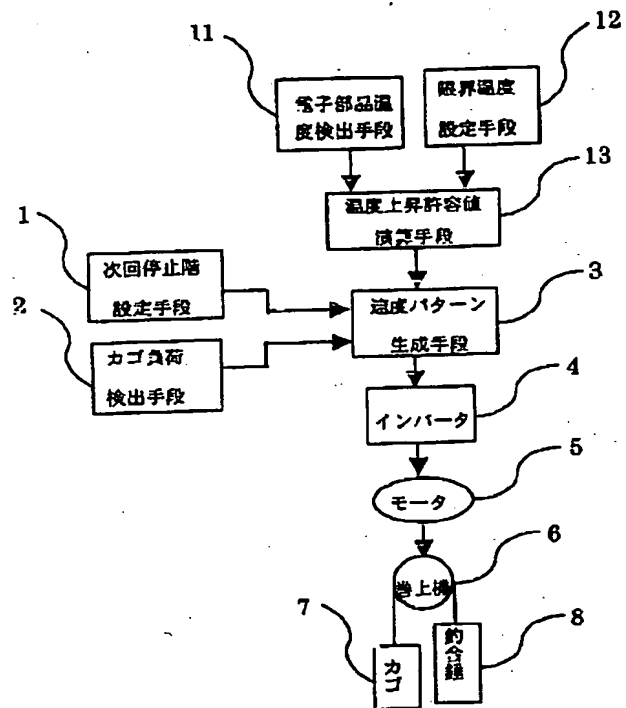 11
12
電子部品温
度検出手段
限界温度
設定手段
13
温度上昇許容値
演算手段
1
次回停止階
設定手段
2
カゴ負荷
検出手段
速度パターン
生成手段
3
インバータ
4
モータ
5
巻上機
6
7
カゴ
釣合錘
8